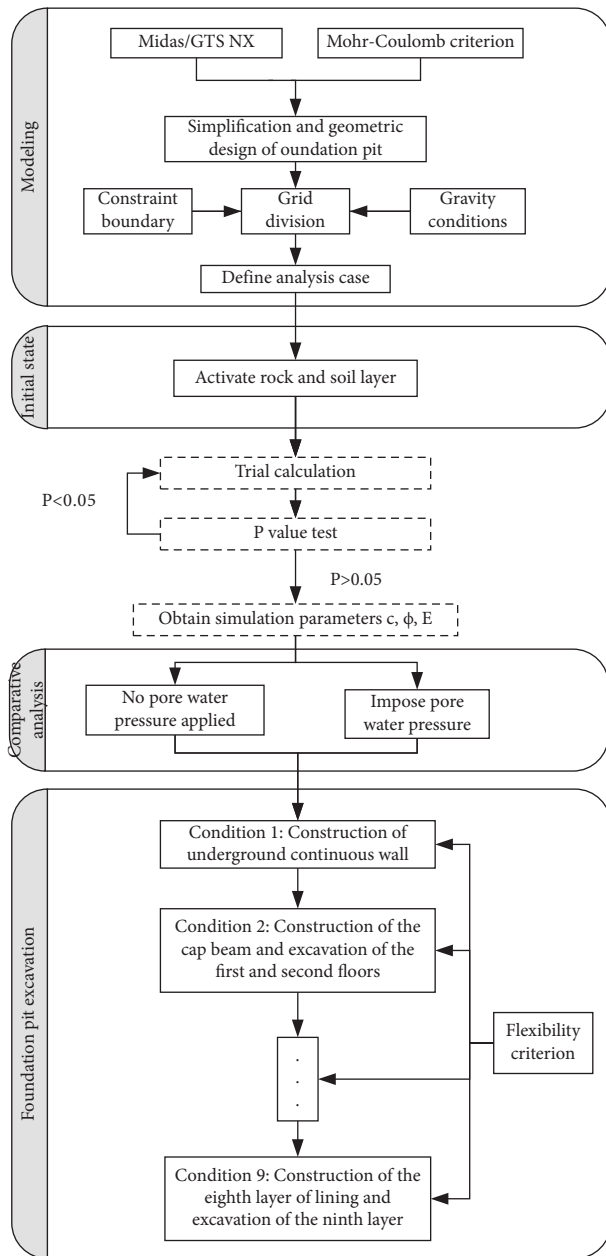 Modeling
Midas/GTS NX
Mohr-Coulomb criterion
Simplification and geometric
design of oundation pit
Constraint
boundary
Grid
division
Gravity
conditions
Define analysis case
Initial state
Activate rock and soil layer
Trial calculation
P<0.05
P value test
P>0.05
Obtain simulation parameters c, ϕ, E
Comparative
analysis
No pore water
pressure applied
Impose pore
water pressure
Foundation pit excavation
Condition 1: Construction of
underground continuous wall
Condition 2: Construction of the
cap beam and excavation of the
first and second floors
.
.
.
Flexibility
criterion
Condition 9: Construction of the
eighth layer of lining and
excavation of the ninth layer